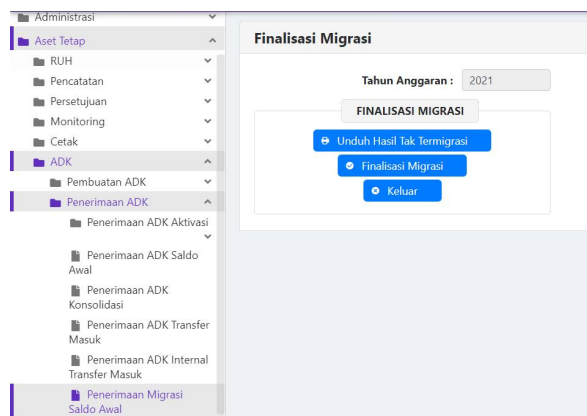 Administrasi
Aset Tetap
RUH
Pencatatan
Persetujuan
Monitoring
Cetak
ADK
Pembuatan ADK
Penerimaan ADK
Penerimaan ADK Aktivasi
Penerimaan ADK Saldo
Awal
Penerimaan ADK
Konsolidasi
Penerimaan ADK Transfer
Masuk
Penerimaan ADK Internal
Transfer Masuk
Penerimaan Migrasi
Saldo Awal
Finalisasi Migrasi
Tahun Anggaran : 2021
FINALISASI MIGRASI
Unduh Hasil Tak Termigrasi
Finalisasi Migrasi
Keluar